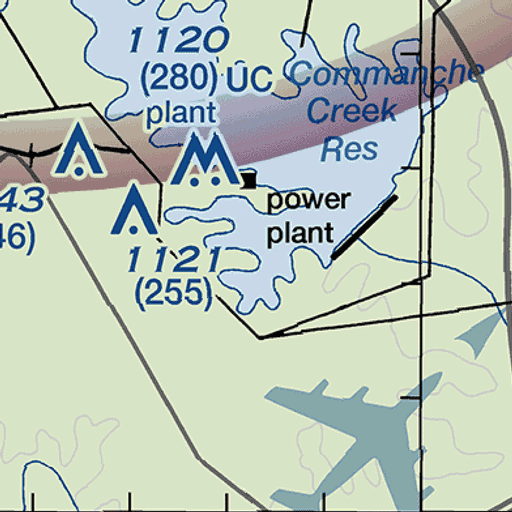 1120
(280) UC
plant
Commanche
Creek
Res
43
46)
power
plant
1121
(255)